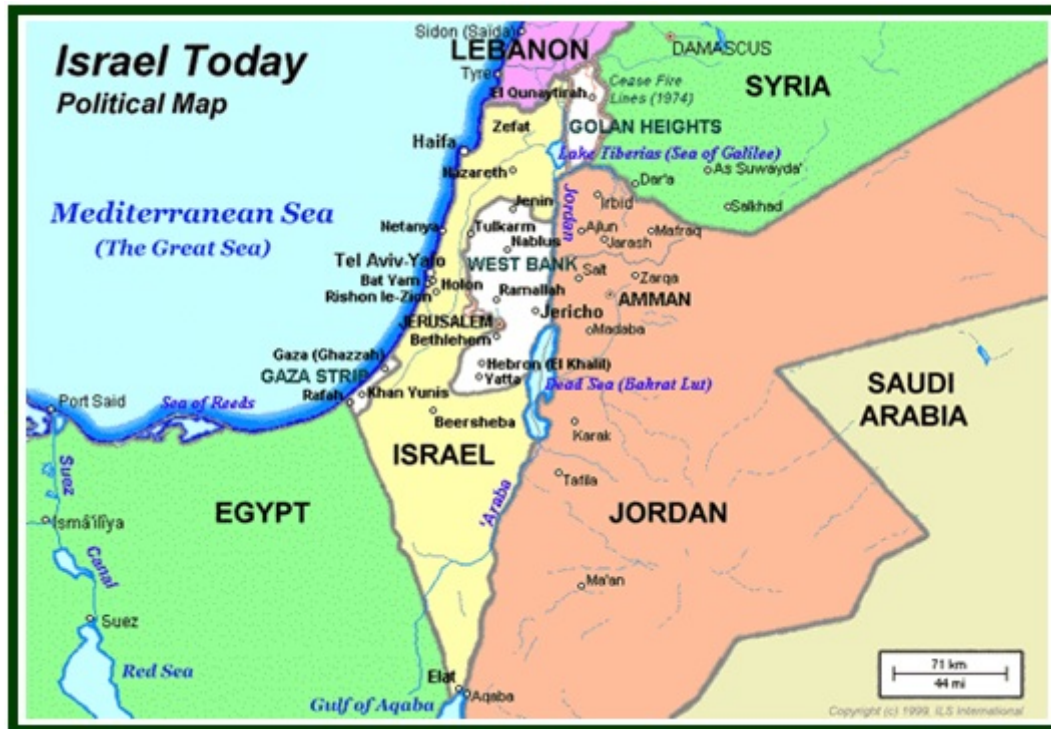 Israel Today
Political Map
Sidon (Saïda)
LEBANON
Tyre
DAMASCUS
SYRIA
El Qunaytirah
Cease Fire
Lines (1974)
GOLAN HEIGHTS
Zefat
Haifa
Lake Tiberias (Sea of Galilee)
Nazareth
As Suwayda'
Dar'a
Irbid
Salkhad
Mediterranean Sea
(The Great Sea)
Jenin
Jordan
Netanya
Tulkarm
Ajlun
Mafraq
Nablus
Jarash
Tel Aviv-Yafo
WEST BANK
Salt
Zarqa
Bat Yam
Holon
Rishon le-Zion
Ramallah
AMMAN
Jericho
JERUSALEM
Madaba
Bethlehem
Gaza (Ghazzah)
GAZA STRIP
Hebron (El Khalil)
Yatta
Dead Sea (Bahrat Lut)
SAUDI
ARABIA
Khan Yunis
Rafah
Port Said
Sea of Reeds
Beersheba
Karak
ISRAEL
Tafila
Suez
EGYPT
'Araba
JORDAN
Ismâ'ilîya
Canal
Ma'an
Suez
Red Sea
Elat
Aqaba
Gulf of Aqaba
71 km
44 mi
Copyright (c) 1999, ILS International